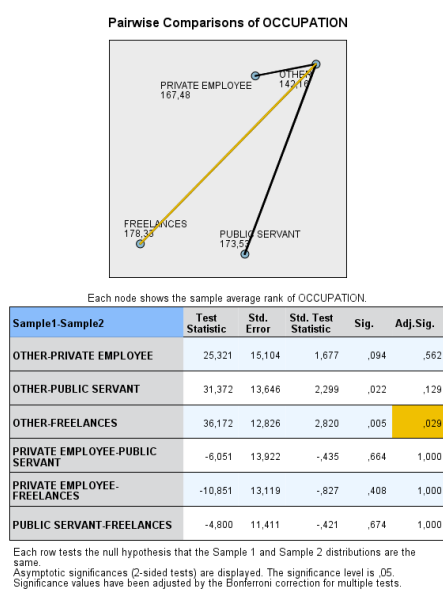 Pairwise Comparisons of OCCUPATION
OTHER
142,16
PRIVATE EMPLOYEE
167,48
FREELANCES
178,33
PUBLIC SERVANT
173,53
Each node shows the sample average rank of OCCUPATION.
Sample1-Sample2 Test Statistic Std. Error Std. Test Statistic Sig. Adj.Sig.
OTHER-PRIVATE EMPLOYEE 25,321 15,104 1,677 ,094 ,562
OTHER-PUBLIC SERVANT 31,372 13,646 2,299 ,022 ,129
OTHER-FREELANCES 36,172 12,826 2,820 ,005 ,029
PRIVATE EMPLOYEE-PUBLIC SERVANT -6,051 13,922 -,435 ,664 1,000
PRIVATE EMPLOYEE-FREELANCES -10,851 13,119 -,827 ,408 1,000
PUBLIC SERVANT-FREELANCES -4,800 11,411 -,421 ,674 1,000
Each row tests the null hypothesis that the Sample 1 and Sample 2 distributions are the
same.
Asymptotic significances (2-sided tests) are displayed. The significance level is ,05.
Significance values have been adjusted by the Bonferroni correction for multiple tests.